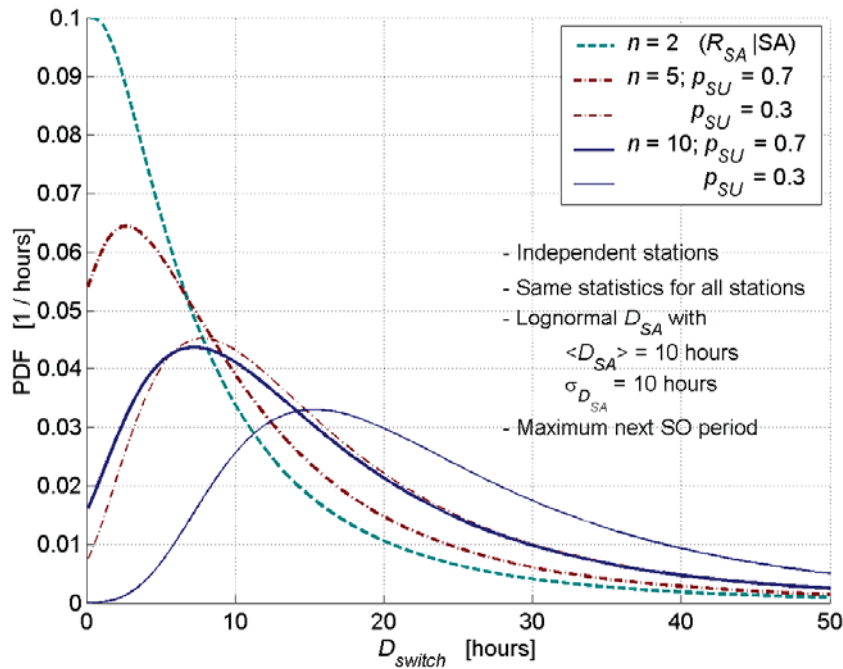 0.1
0.09
0.08
0.07
0.06
0.05
0.04
0.03
0.02
0.01
0
PDF [1 / hours]
n = 2 (R_SA |SA)
n = 5; p_SU = 0.7
p_SU = 0.3
n = 10; p_SU = 0.7
p_SU = 0.3
- Independent stations
- Same statistics for all stations
- Lognormal D_SA with
<D_SA> = 10 hours
σ_D_SA = 10 hours
- Maximum next SO period
0 10 20 30 40 50
D_switch [hours]